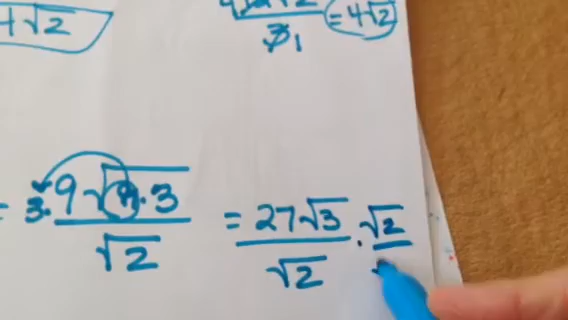 4√2
= 4√2
= 3· 9√(9·3) / √2 = 27√3 / √2 · √2 /